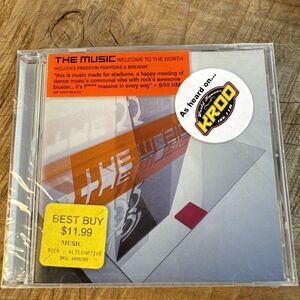 THE MUSIC WELCOME TO THE NORTH
INCLUDES FREEDOM FIGHTERS & BREAKIN'
"this is music made for stadiums, a happy meeting of
dance music's communal vibe with rock's awesome
bluster... it's f***** massive in every way" – 9/10 NME
As heard on...
KROQ
THE MUSIC
BEST BUY
$11.99
MUSIC
ROCK - ALTERNATIVE